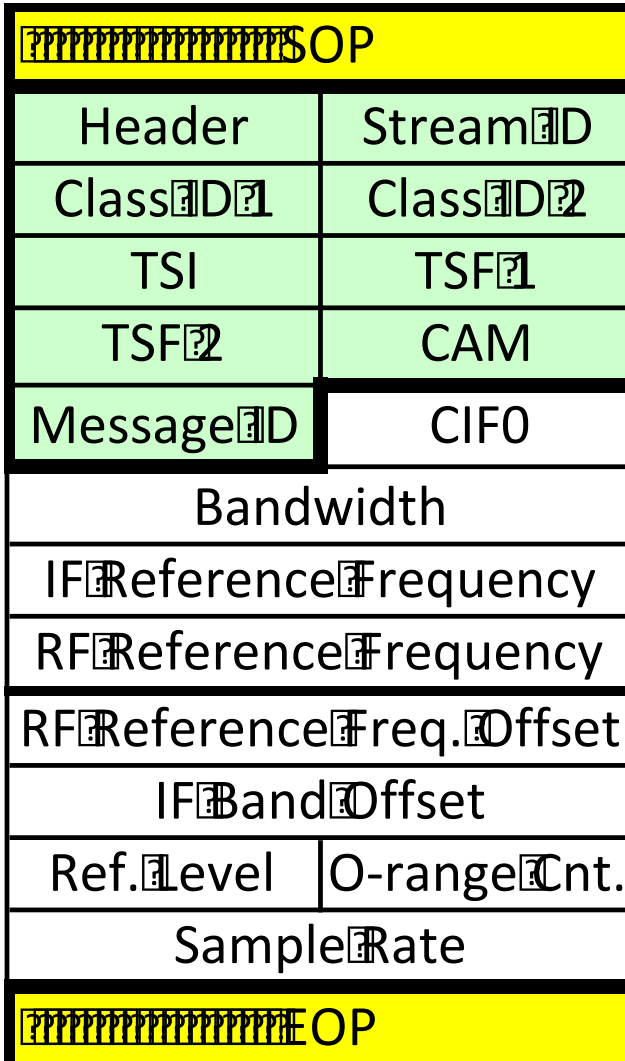 SOP
Header Stream ID
Class ID 1 Class ID 2
TSI TSF 1
TSF 2 CAM
Message ID CIF0
Bandwidth
IF Reference Frequency
RF Reference Frequency
RF Reference Freq. Offset
IF Band Offset
Ref. Level O-range Cnt.
Sample Rate
EOP